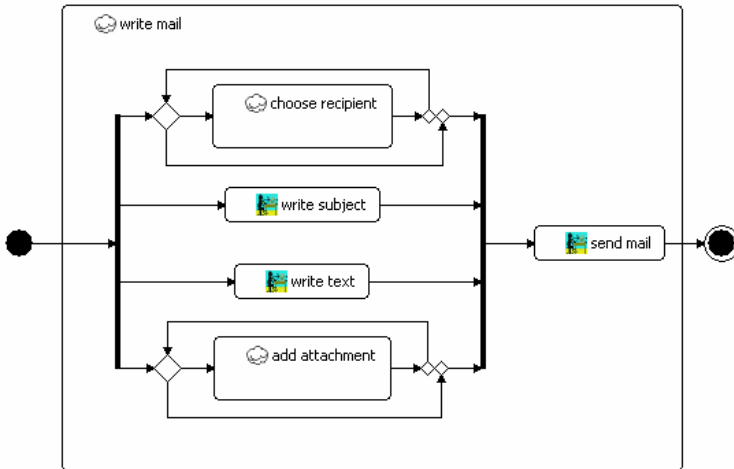 write mail
choose recipient
write subject
send mail
write text
add attachment